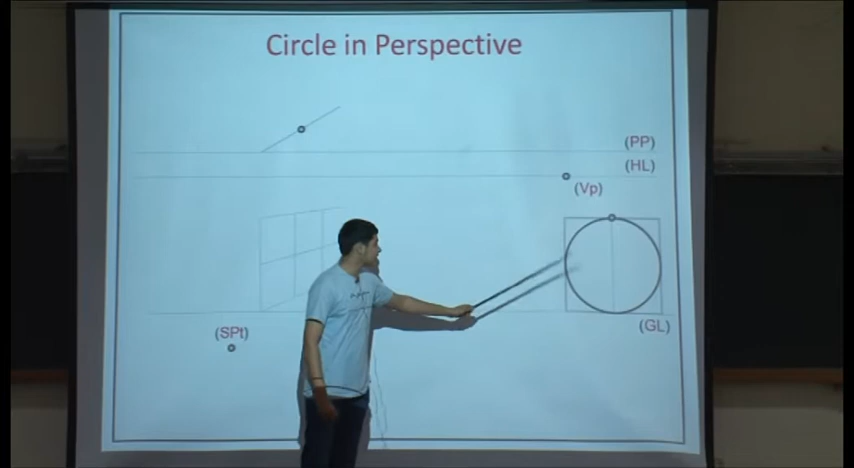 Circle in Perspective
(PP)
(HL)
(Vp)
(SPt)
(GL)